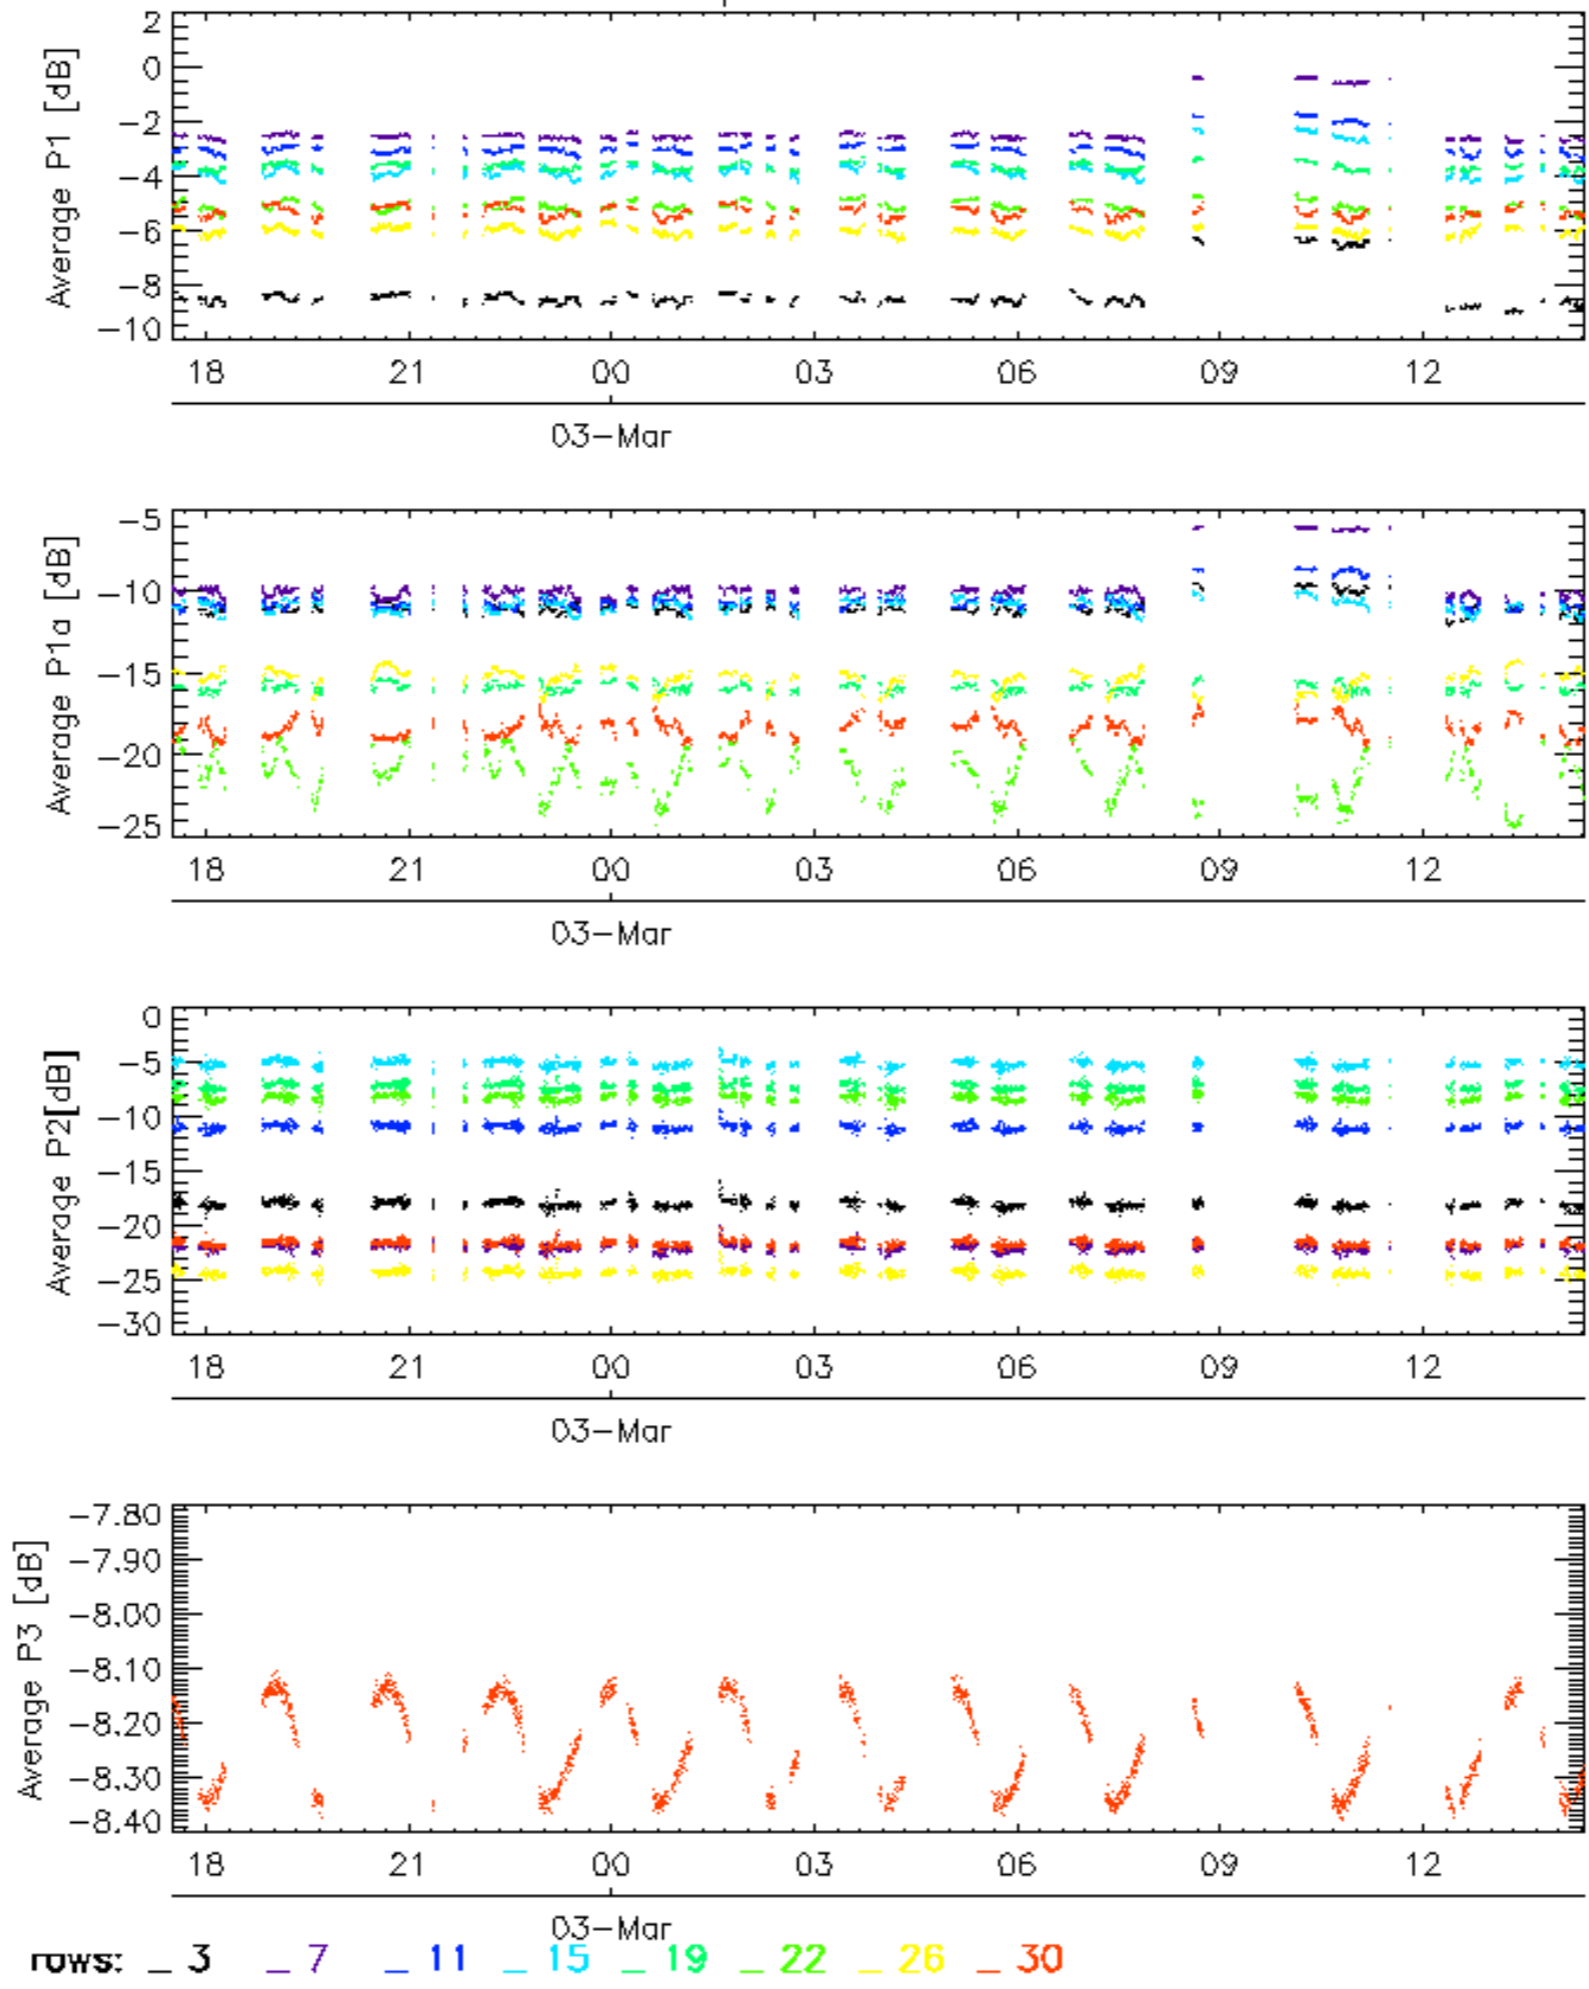 Average P1 [dB]
2
0
−2
−4
−6
−8
−10
18 21 00 03 06 09 12
03−Mar
Average P1a [dB]
−5
−10
−15
−20
−25
18 21 00 03 06 09 12
03−Mar
Average P2[dB]
0
−5
−10
−15
−20
−25
−30
18 21 00 03 06 09 12
03−Mar
Average P3 [dB]
−7.80
−7.90
−8.00
−8.10
−8.20
−8.30
−8.40
18 21 00 03 06 09 12
03−Mar
rows: _ 3 _ 7 _ 11 _ 15 _ 19 _ 22 _ 26 _ 30